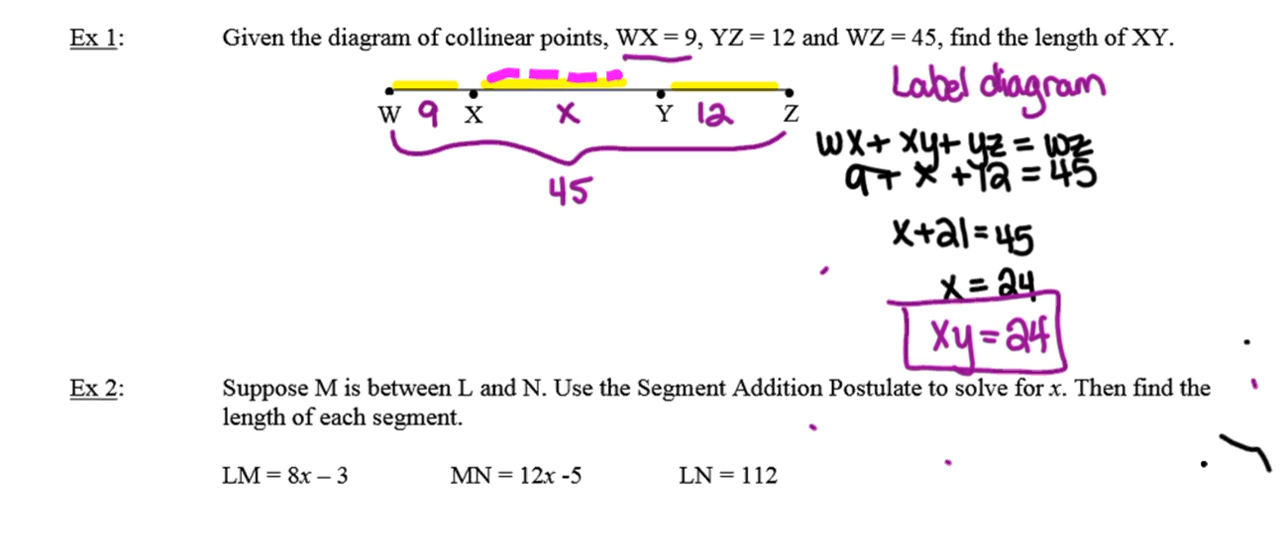 Ex 1: Given the diagram of collinear points, WX = 9, YZ = 12 and WZ = 45, find the length of XY.
Label diagram
W 9 X x Y 12 Z
45
WX + XY + YZ = WZ
9 + x + 12 = 45
x + 21 = 45
x = 24
XY = 24
Ex 2: Suppose M is between L and N. Use the Segment Addition Postulate to solve for x. Then find the
length of each segment.
LM = 8x – 3 MN = 12x -5 LN = 112